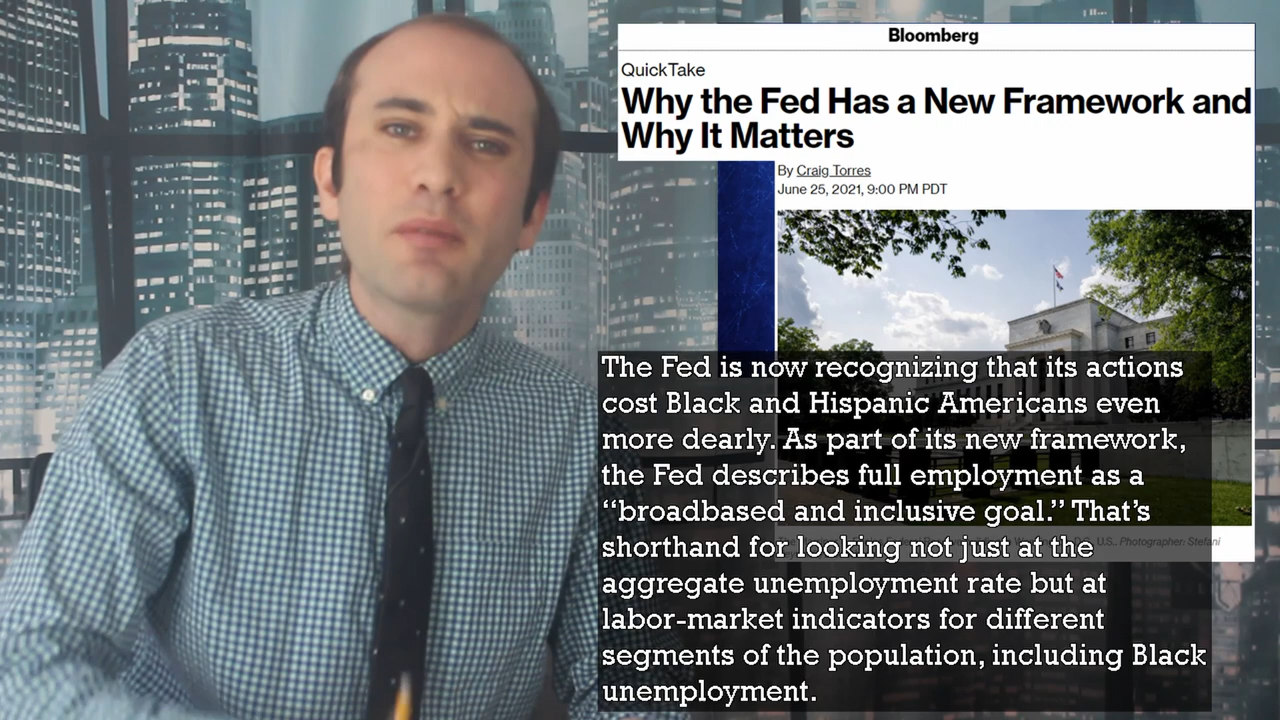 Bloomberg
QuickTake
Why the Fed Has a New Framework and
Why It Matters
By Craig Torres
June 25, 2021, 9:00 PM PDT
The Fed is now recognizing that its actions
cost Black and Hispanic Americans even
more dearly. As part of its new framework,
the Fed describes full employment as a
“broadbased and inclusive goal.” That’s
shorthand for looking not just at the
U.S. Photographer: Stefani
aggregate unemployment rate but at
labor-market indicators for different
segments of the population, including Black
unemployment.